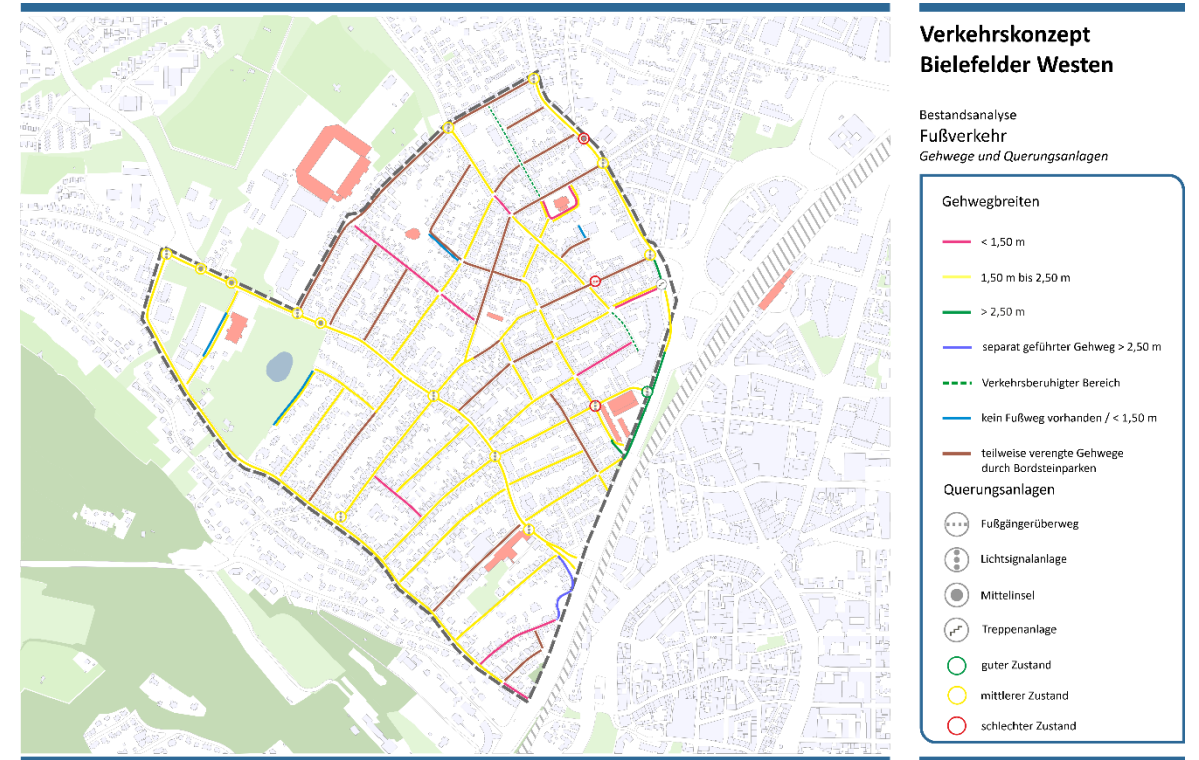 Verkehrskonzept
Bielefelder Westen
Bestandsanalyse
Fußverkehr
Gehwege und Querungsanlagen
Gehwegbreiten
< 1,50 m
1,50 m bis 2,50 m
> 2,50 m
separat geführter Gehweg > 2,50 m
Verkehrsberuhigter Bereich
kein Fußweg vorhanden / < 1,50 m
teilweise verengte Gehwege
durch Bordsteinparken
Querungsanlagen
Fußgängerüberweg
Lichtsignalanlage
Mittelinsel
Treppenanlage
guter Zustand
mittlerer Zustand
schlechter Zustand